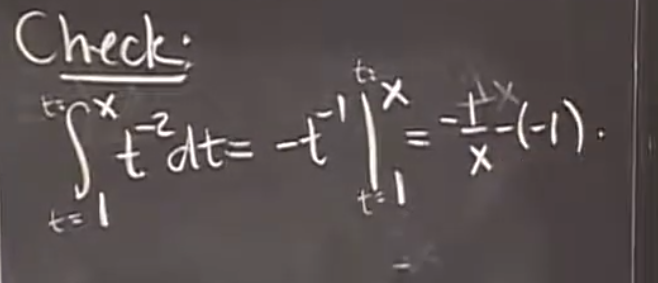 Check:
∫_{t=1}^{t=x} t^{-2} dt = -t^{-1} |_{t=1}^{t=x} = -1/x - (-1).